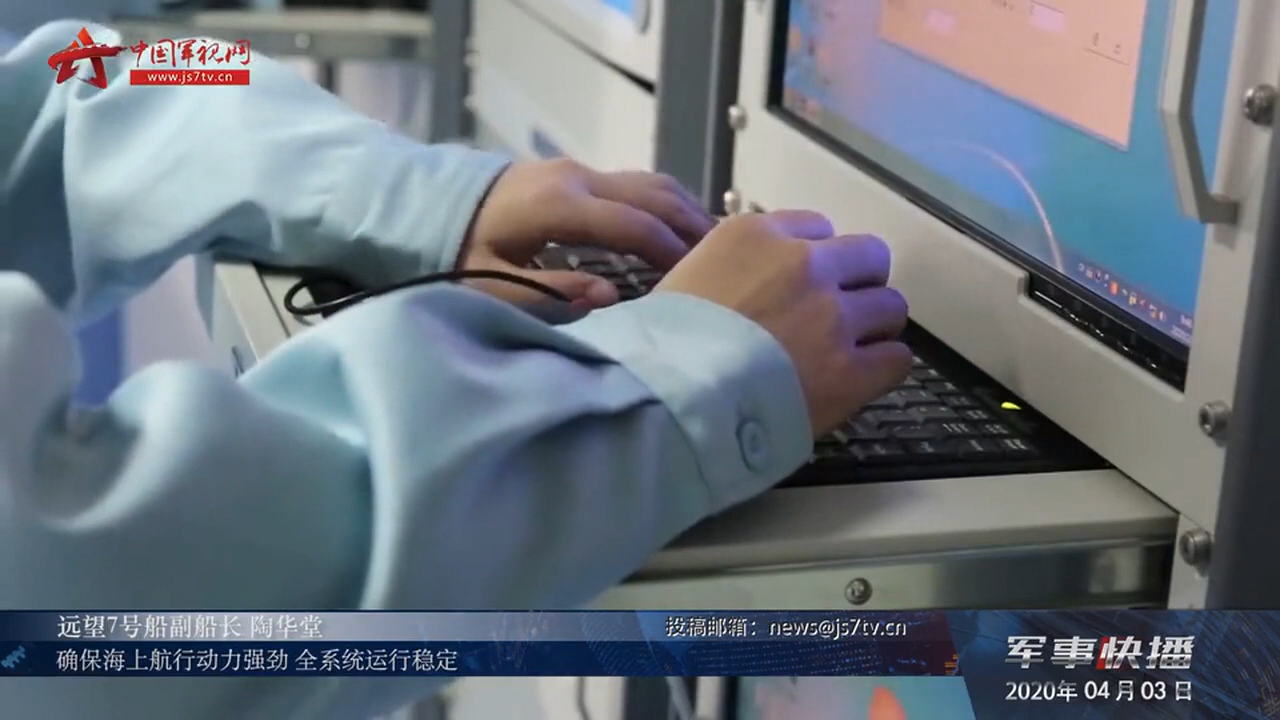 中国军视网
www.js7tv.cn
远望7号船副船长 陶华堂
投稿邮箱：news@js7tv.cn
确保海上航行动力强劲 全系统运行稳定
军事快播
2020年 04月 03日